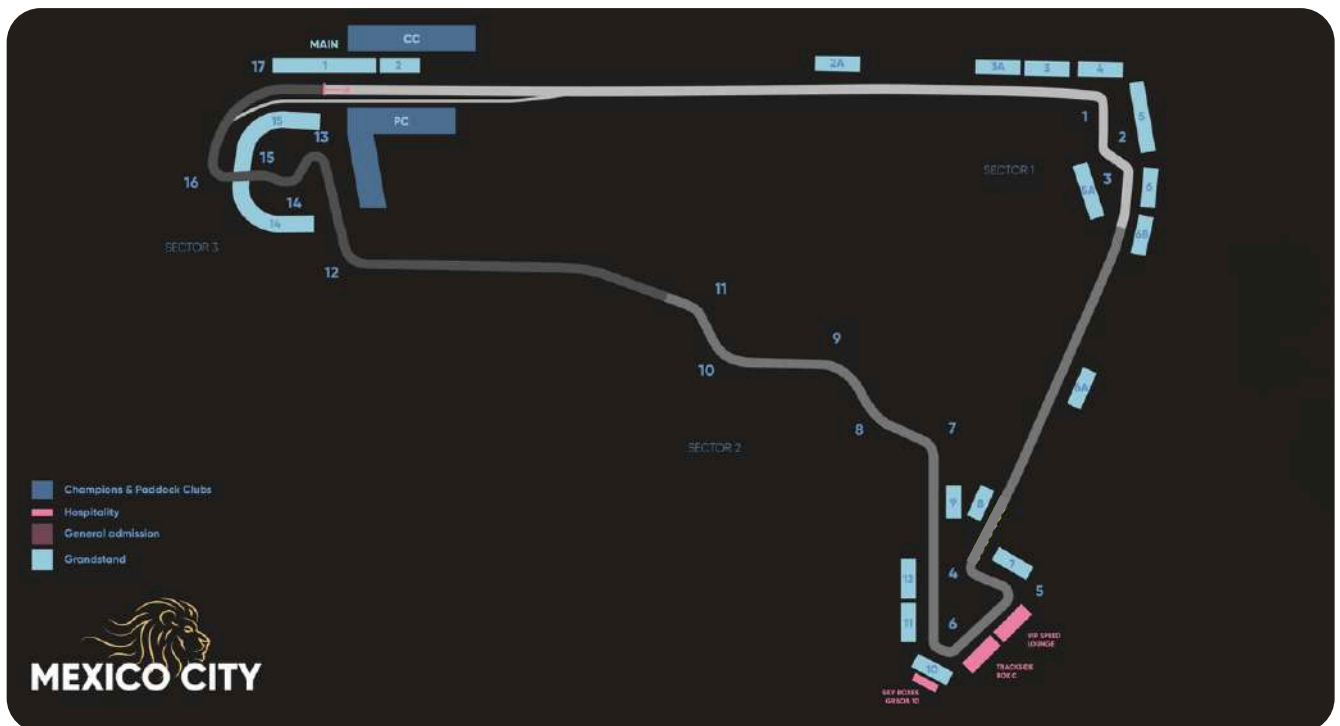 MAIN
CC
17
1
2
2A
3A
3
4
15
PC
13
1
5
2
15
SECTOR 1
3
5A
6
16
14
14
6B
SECTOR 3
12
11
9
10
6A
8
7
SECTOR 2
Champions & Paddock Clubs
Hospitality
General admission
Grandstand
9
8
7
4
5
12
11
6
VIP SPEED
LOUNGE
10
TRACKSIDE
BOX C
SKY BOXES
GRADA 10
MEXICO CITY